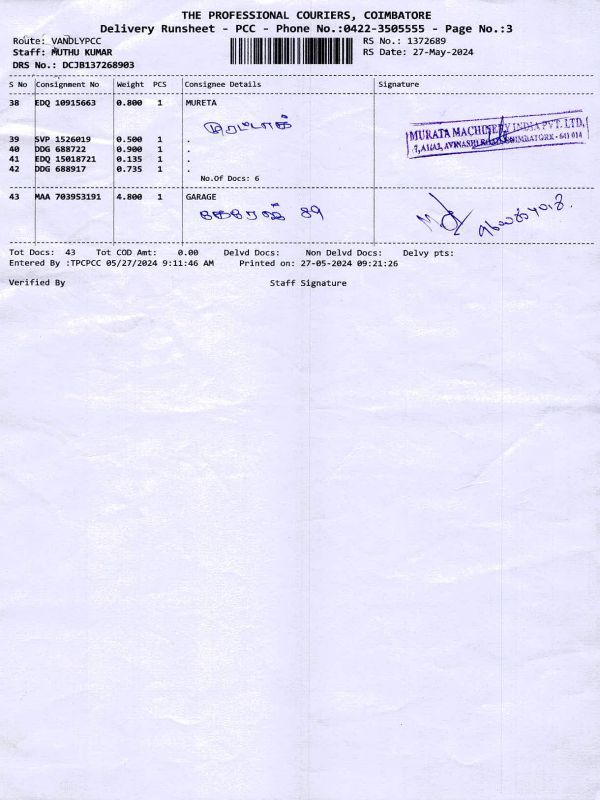 THE PROFESSIONAL COURIERS, COIMBATORE
Delivery Runsheet - PCC - Phone No.:0422-3505555 - Page No.:3
Route: VANDLYPCC RS No.: 1372689
Staff: MUTHU KUMAR RS Date: 27-May-2024
DRS No.: DCJB137268903
S No Consignment No Weight PCS Consignee Details Signature
38 EDQ 10915663 0.800 1 MURETA
MURATA MACHINERY INDIA PVT. LTD,
39 SVP 1526019 0.500 1 .
40 DDG 688722 0.900 1 .
41 EDQ 15018721 0.135 1 .
42 DDG 688917 0.735 1 .
No.Of Docs: 6
43 MAA 703953191 4.800 1 GARAGE
89
Tot Docs: 43 Tot COD Amt: 0.00 Delvd Docs: Non Delvd Docs: Delvy pts:
Entered By :TPCPCC 05/27/2024 9:11:46 AM Printed on: 27-05-2024 09:21:26
Verified By Staff Signature